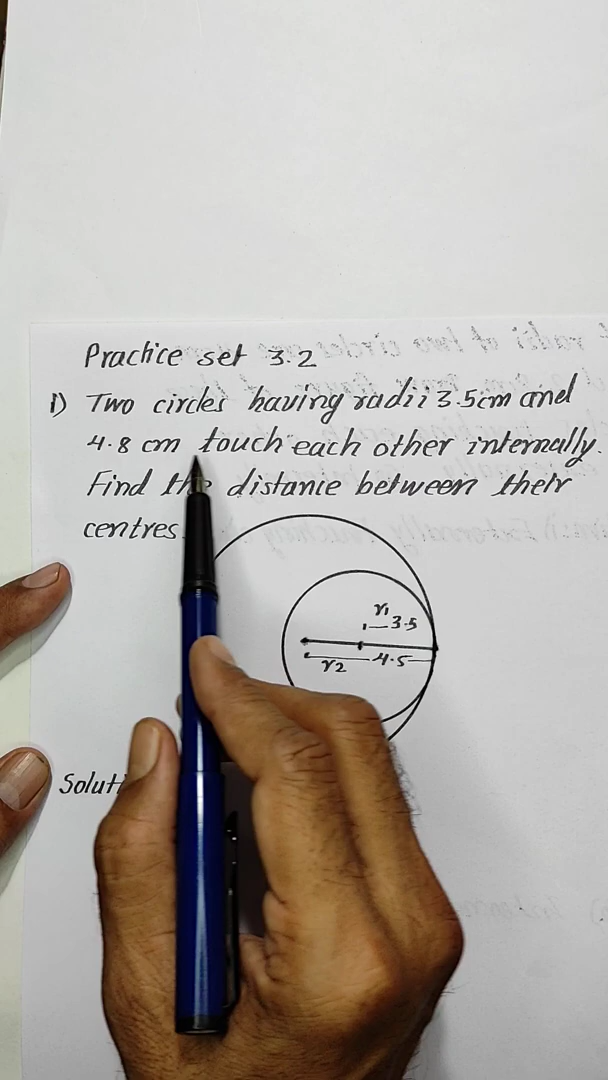 Practice set 3.2
1) Two circles having radii 3.5cm and
4.8 cm touch each other internally.
Find the distance between their
centres
r1
3.5
r2 4.5